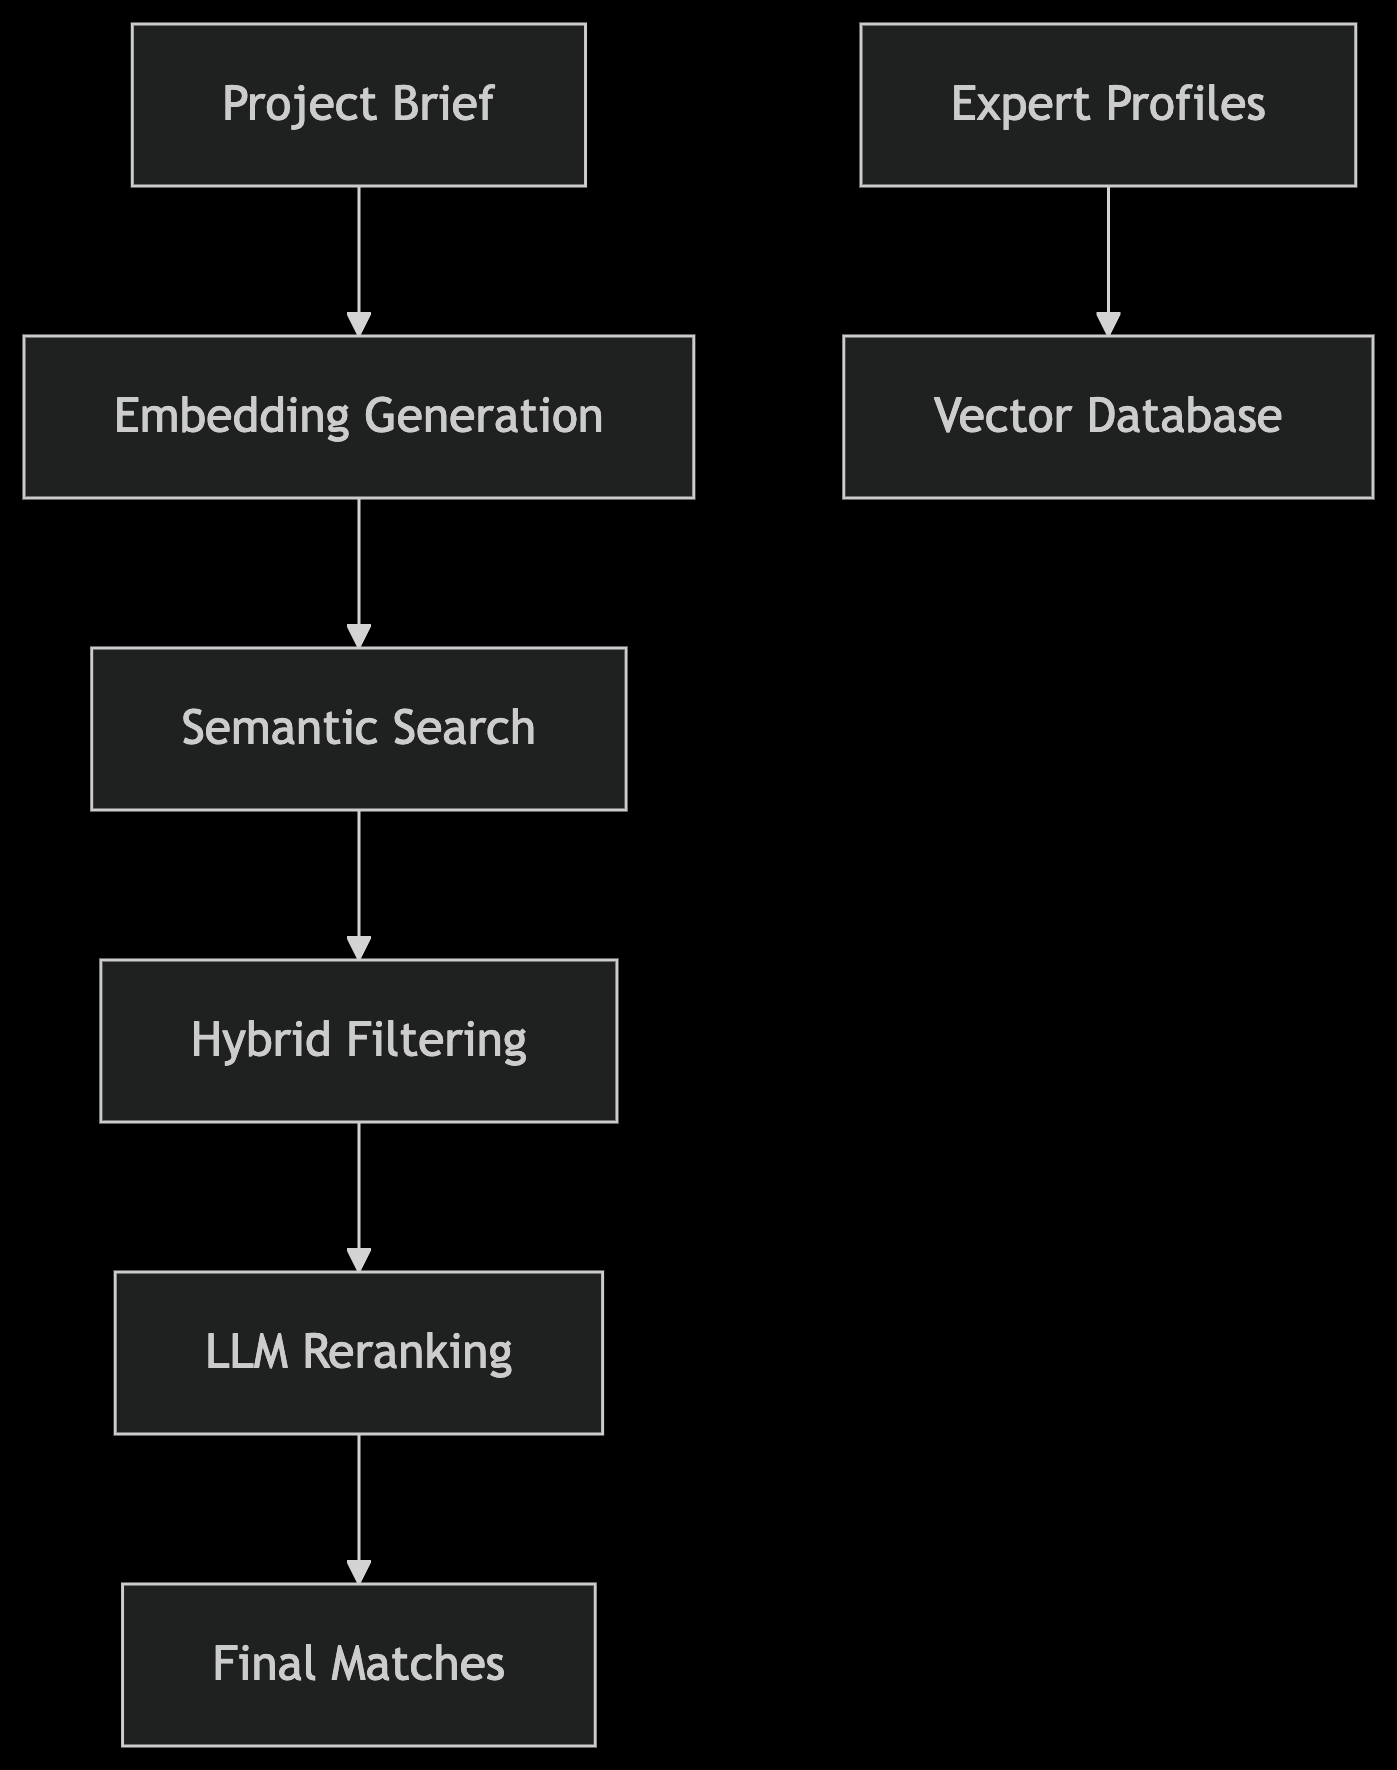 Project Brief
Expert Profiles
Embedding Generation
Vector Database
Semantic Search
Hybrid Filtering
LLM Reranking
Final Matches